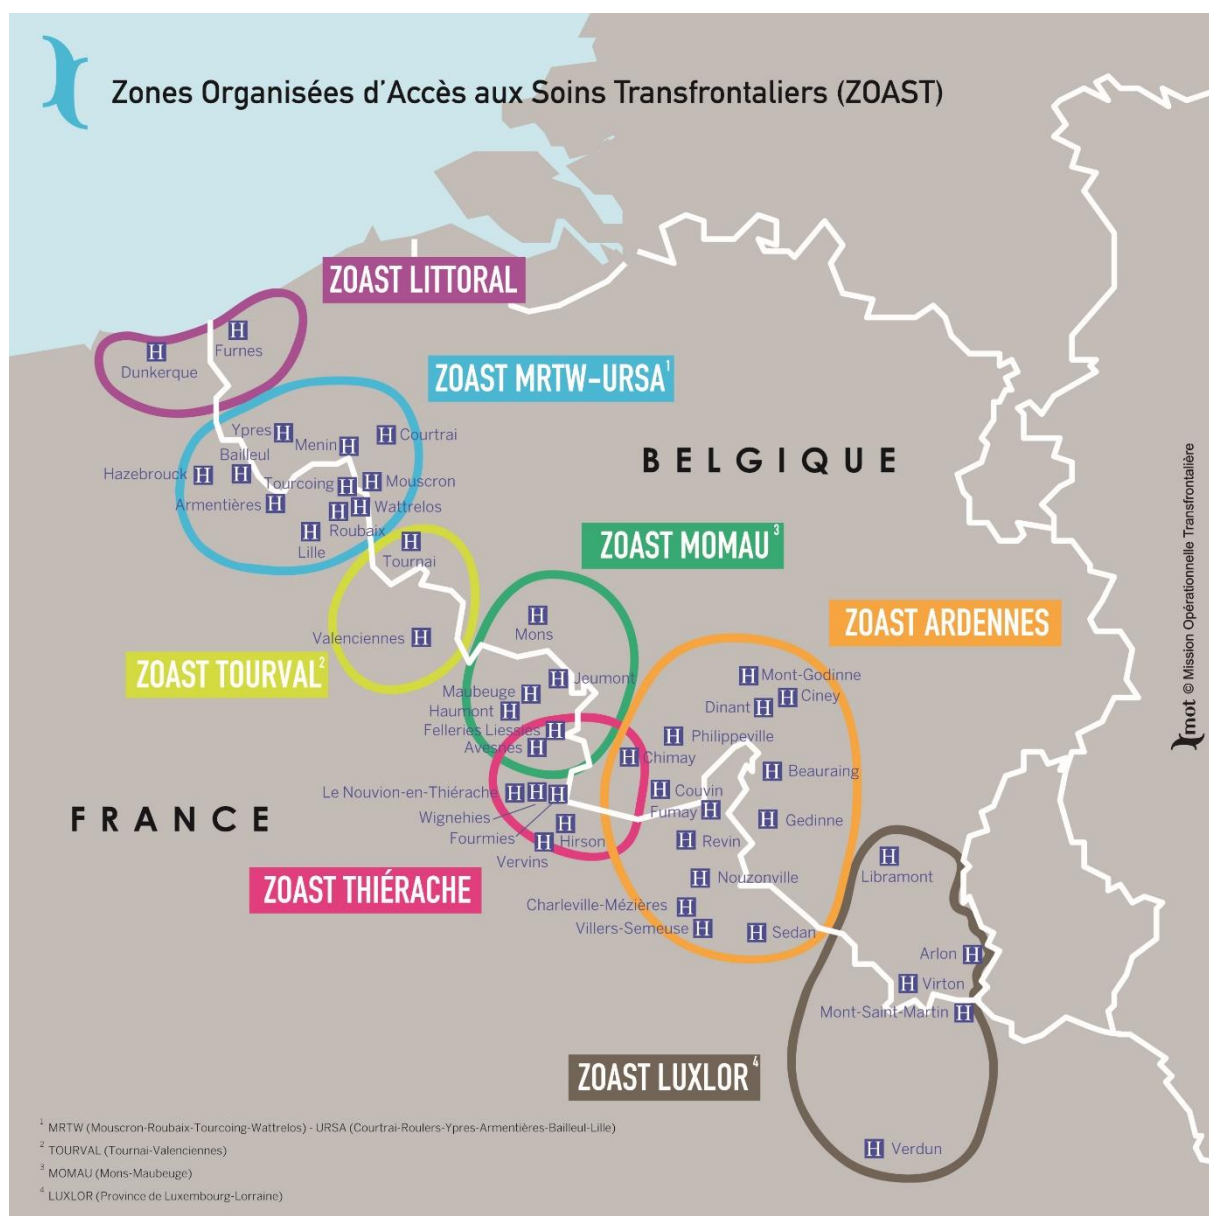 Zones Organisées d'Accès aux Soins Transfrontaliers (ZOAST)
ZOAST LITTORAL
Furnes
Dunkerque
ZOAST MRTW-URSA¹
Ypres
Menin
Courtrai
Bailleul
Hazebrouck
Tourcoing
Mouscron
Armentières
Wattrelos
Roubaix
Lille
BELGIQUE
Tournai
ZOAST MOMAU³
Valenciennes
ZOAST TOURVAL²
Mons
ZOAST ARDENNES
Jeumont
Maubeuge
Haumont
Felleries Liessies
Avesnes
Mont-Godinne
Ciney
Dinant
Philippeville
Chimay
Beauraing
Le Nouvion-en-Thiérache
Couvin
Fumay
Wignehies
Gedinne
FRANCE
Fourmies
Hirson
Revin
Vervins
ZOAST THIÉRACHE
Nouzonville
Libramont
Charleville-Mézières
Villers-Semeuse
Sedan
Arlon
Virton
Mont-Saint-Martin
ZOAST LUXLOR⁴
Verdun
mot © Mission Opérationnelle Transfrontalière
¹ MRTW (Mouscron-Roubaix-Tourcoing-Wattrelos) - URSA (Courtrai-Roulers-Ypres-Armentières-Bailleul-Lille)
² TOURVAL (Tournai-Valenciennes)
³ MOMAU (Mons-Maubeuge)
⁴ LUXLOR (Province de Luxembourg-Lorraine)